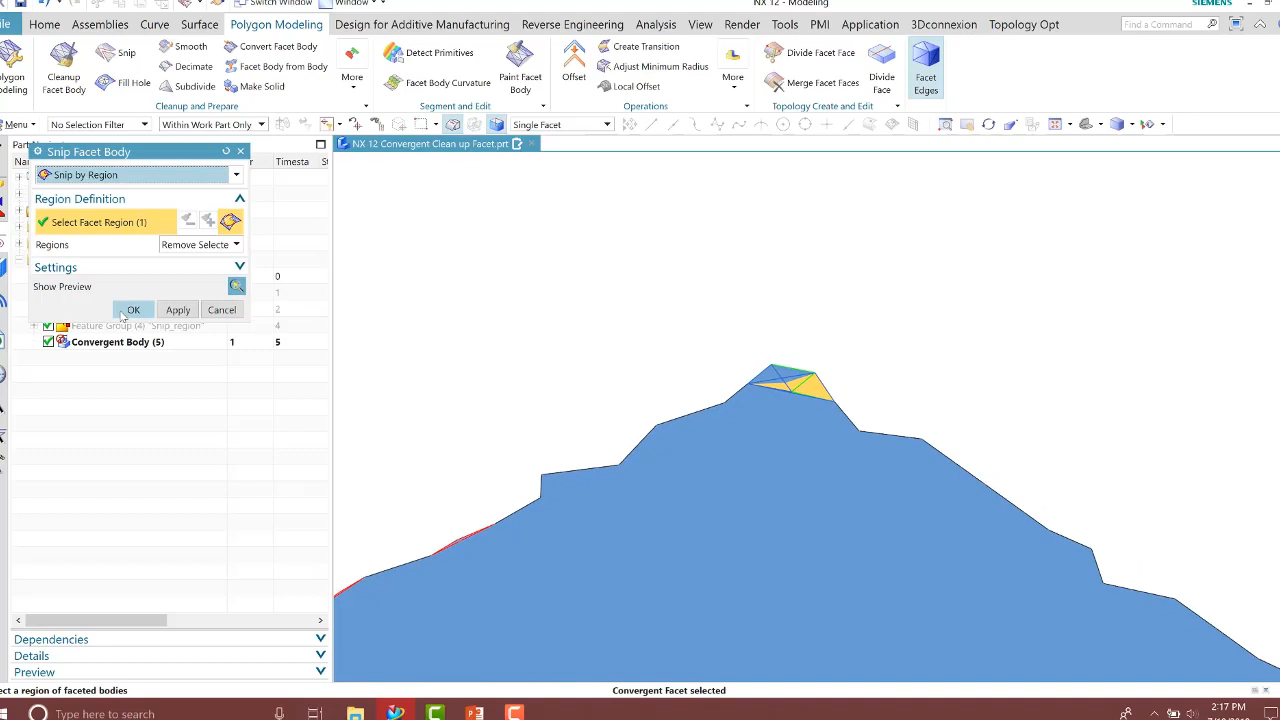 Switch Window Window NX 12 - Modeling SIEMENS
File Home Assemblies Curve Surface Polygon Modeling Design for Additive Manufacturing Reverse Engineering Analysis View Render Tools PMI Application 3Dconnexion Topology Opt Find a Command
Snip Smooth Convert Facet Body Detect Primitives Create Transition Divide Facet Face
Polygon Modeling Cleanup Facet Body Decimate Facet Body from Body More Paint Facet Body Offset Adjust Minimum Radius More Divide Face Facet Edges
Fill Hole Subdivide Make Solid Facet Body Curvature Local Offset Merge Facet Faces
Cleanup and Prepare Segment and Edit Operations Topology Create and Edit
Menu No Selection Filter Within Work Part Only Single Facet
Part NX 12 Convergent Clean up Facet.prt
Snip Facet Body
Timesta
Snip by Region
Region Definition
Select Facet Region (1)
Regions Remove Selecte
Settings
0
Show Preview
1
OK Apply Cancel 2
Feature Group (4) "Snip_region" 4
Convergent Body (5) 1 5
Dependencies
Details
Preview
ct a region of faceted bodies Convergent Facet selected
Type here to search 2:17 PM